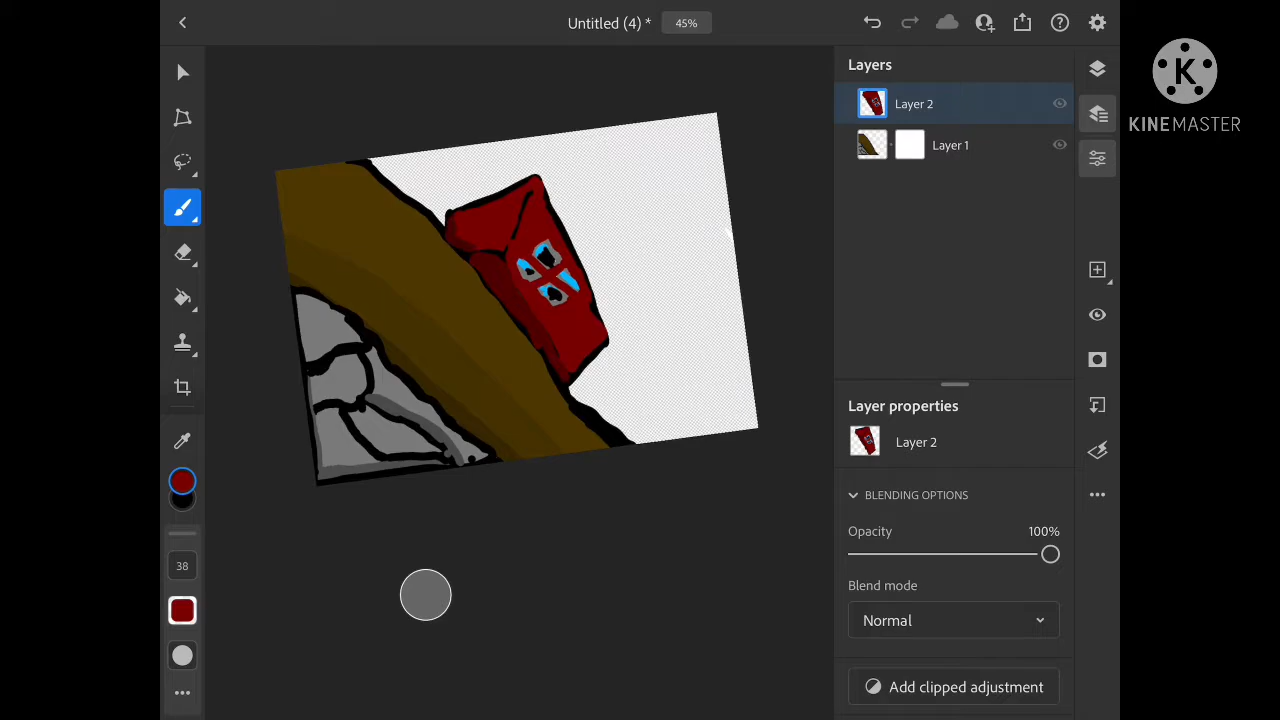 Untitled (4) *
45%
K
KINEMASTER
Layers
Layer 2
Layer 1
38
Layer properties
Layer 2
BLENDING OPTIONS
Opacity
100%
Blend mode
Normal
Add clipped adjustment